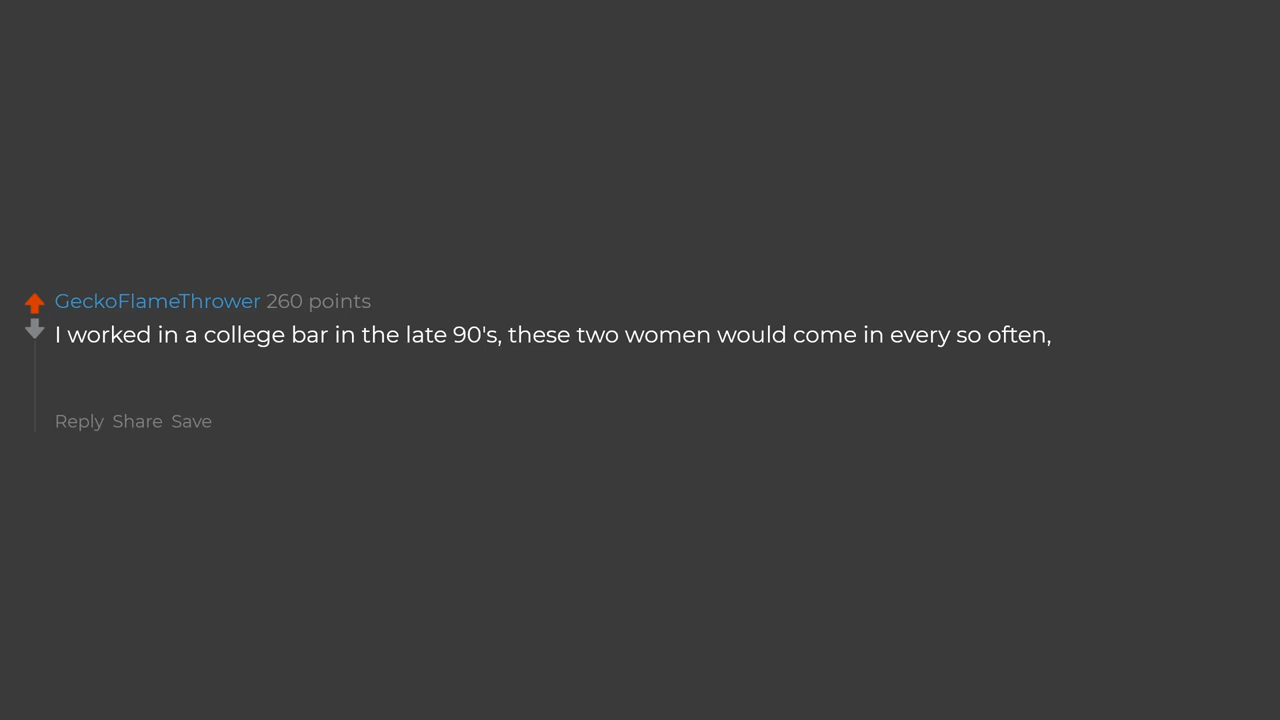 GeckoFlameThrower 260 points
I worked in a college bar in the late 90's, these two women would come in every so often,
Reply Share Save